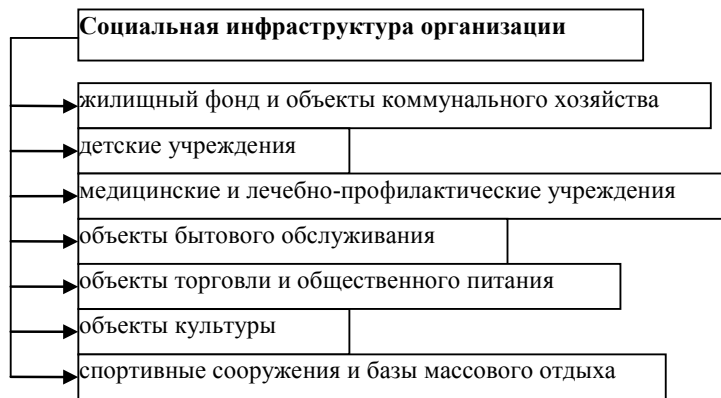 Социальная инфраструктура организации
жилищный фонд и объекты коммунального хозяйства
детские учреждения
медицинские и лечебно-профилактические учреждения
объекты бытового обслуживания
объекты торговли и общественного питания
объекты культуры
спортивные сооружения и базы массового отдыха